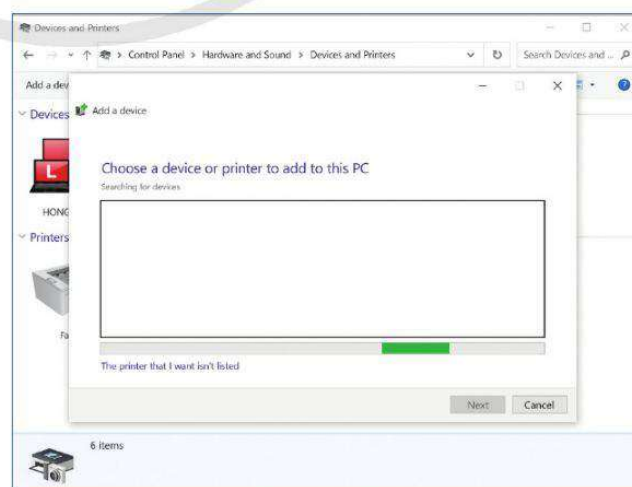 Devices and Printers
Control Panel > Hardware and Sound > Devices and Printers
Search Devices and ...
Add a dev
Add a device
Devices
Choose a device or printer to add to this PC
Searching for devices
L
HONG
Printers
Fa
The printer that I want isn't listed
Next
Cancel
6 items